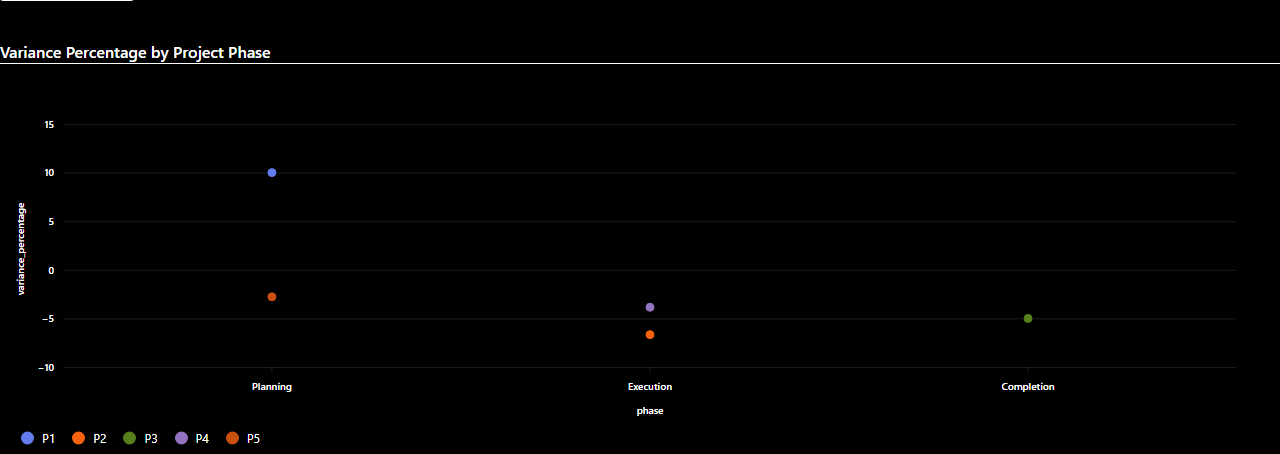 Variance Percentage by Project Phase
15
10
5
0
−5
−10
variance_percentage
Planning Execution Completion
phase
P1 P2 P3 P4 P5